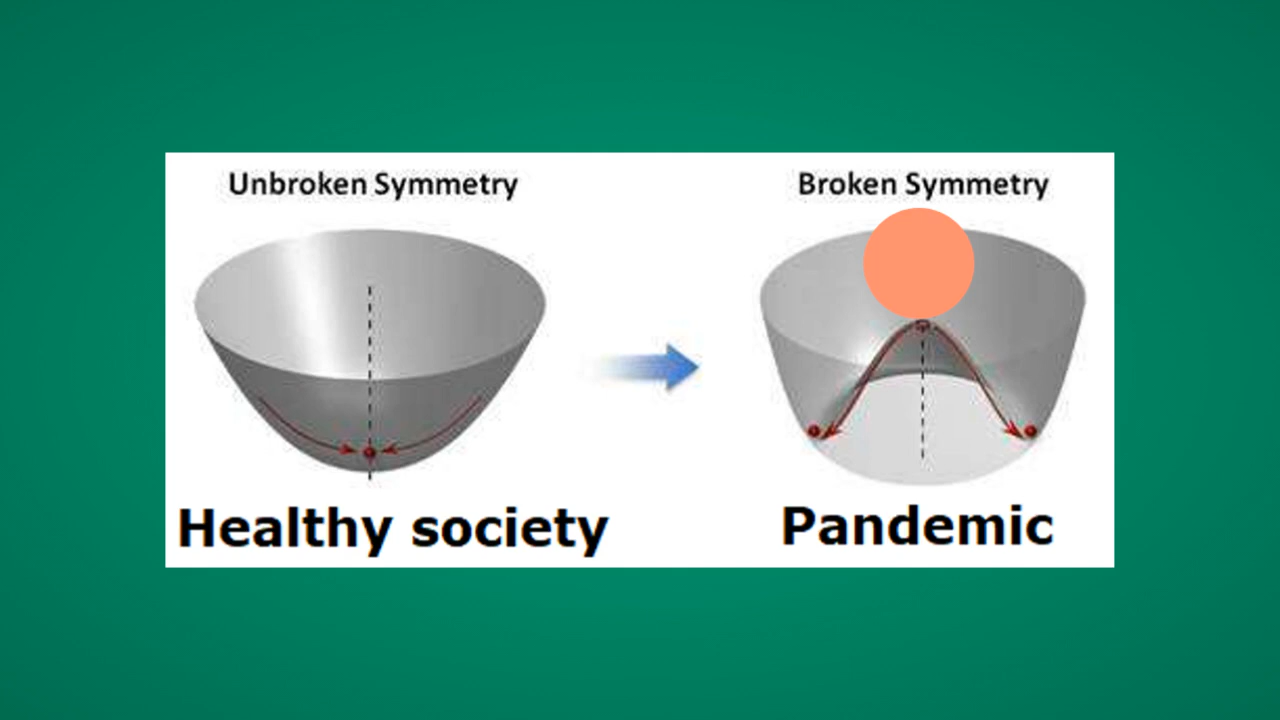 Unbroken Symmetry
Broken Symmetry
Healthy society
Pandemic